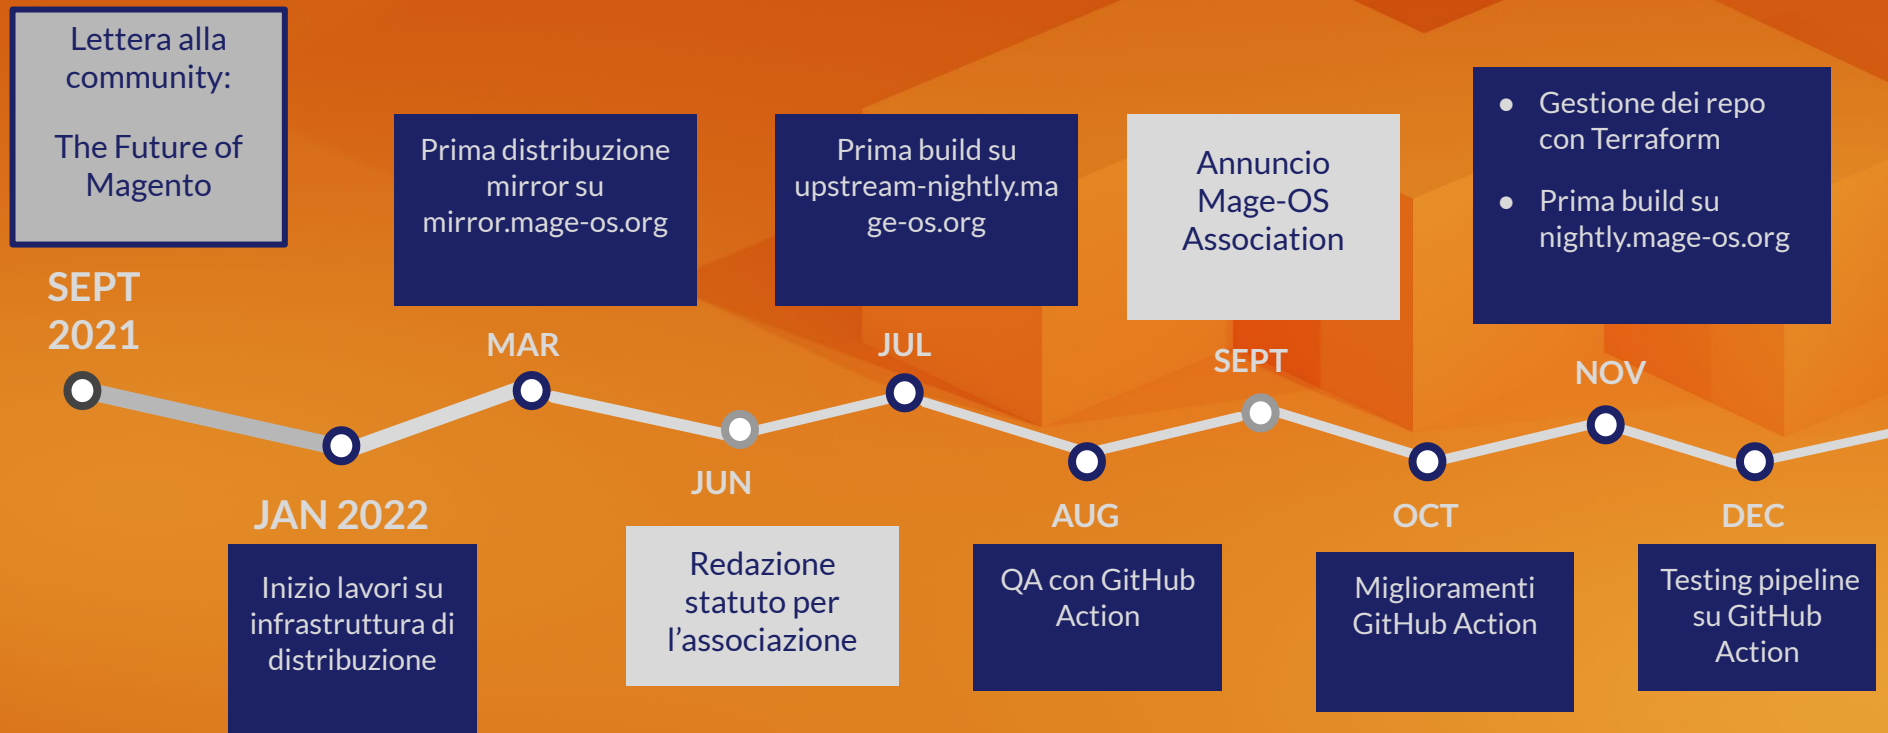 Lettera alla
community:
The Future of
Magento
SEPT
2021
JAN 2022
Inizio lavori su
infrastruttura di
distribuzione
Prima distribuzione
mirror su
mirror.mage-os.org
MAR
JUN
Redazione
statuto per
l’associazione
Prima build su
upstream-nightly.ma
ge-os.org
JUL
AUG
QA con GitHub
Action
Annuncio
Mage-OS
Association
SEPT
OCT
Miglioramenti
GitHub Action
● Gestione dei repo
con Terraform
● Prima build su
nightly.mage-os.org
NOV
DEC
Testing pipeline
su GitHub
Action